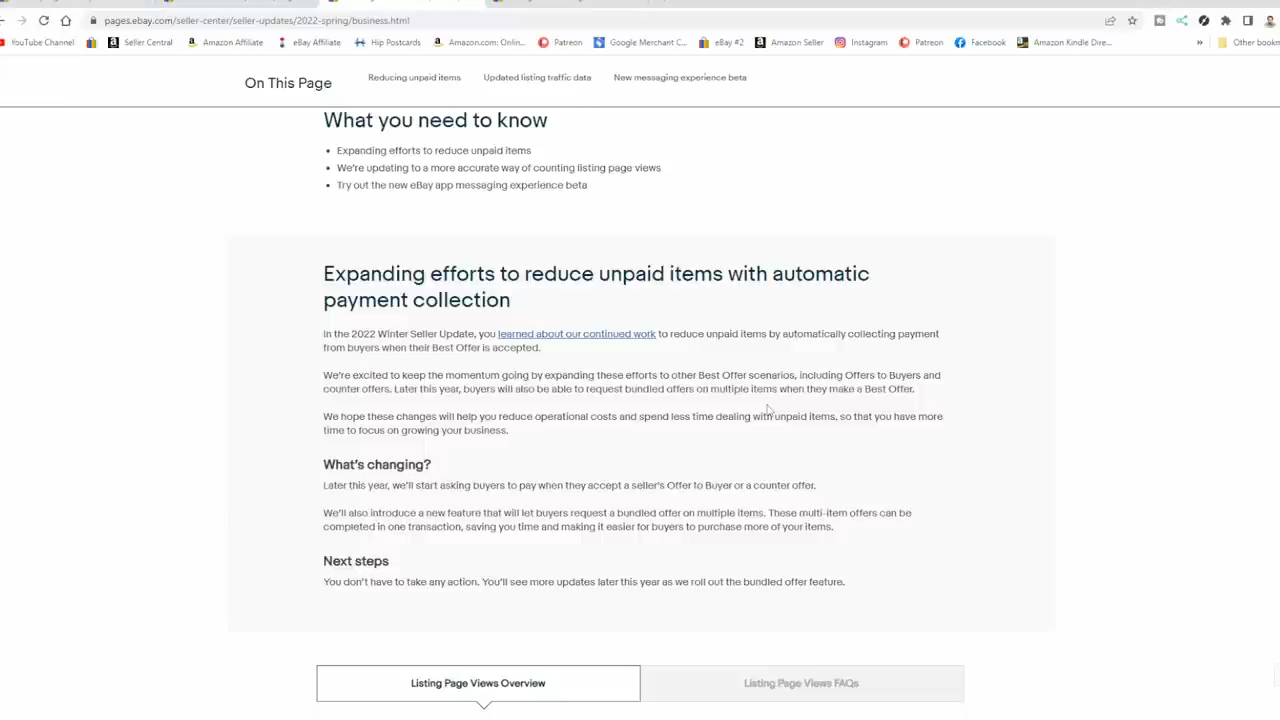 pages.ebay.com/seller-center/seller-updates/2022-spring/business.html
YouTube Channel Seller Central Amazon Affiliate eBay Affiliate Hip Postcards Amazon.com: Onlin... Patreon Google Merchant C... eBay #2 Amazon Seller Instagram Patreon Facebook Amazon Kindle Dire... » Other bookm
On This Page Reducing unpaid items Updated listing traffic data New messaging experience beta
What you need to know
• Expanding efforts to reduce unpaid items
• We're updating to a more accurate way of counting listing page views
• Try out the new eBay app messaging experience beta
Expanding efforts to reduce unpaid items with automatic
payment collection
In the 2022 Winter Seller Update, you learned about our continued work to reduce unpaid items by automatically collecting payment
from buyers when their Best Offer is accepted.
We're excited to keep the momentum going by expanding these efforts to other Best Offer scenarios, including Offers to Buyers and
counter offers. Later this year, buyers will also be able to request bundled offers on multiple items when they make a Best Offer.
We hope these changes will help you reduce operational costs and spend less time dealing with unpaid items, so that you have more
time to focus on growing your business.
What's changing?
Later this year, we'll start asking buyers to pay when they accept a seller's Offer to Buyer or a counter offer.
We'll also introduce a new feature that will let buyers request a bundled offer on multiple items. These multi-item offers can be
completed in one transaction, saving you time and making it easier for buyers to purchase more of your items.
Next steps
You don't have to take any action. You'll see more updates later this year as we roll out the bundled offer feature.
Listing Page Views Overview Listing Page Views FAQs